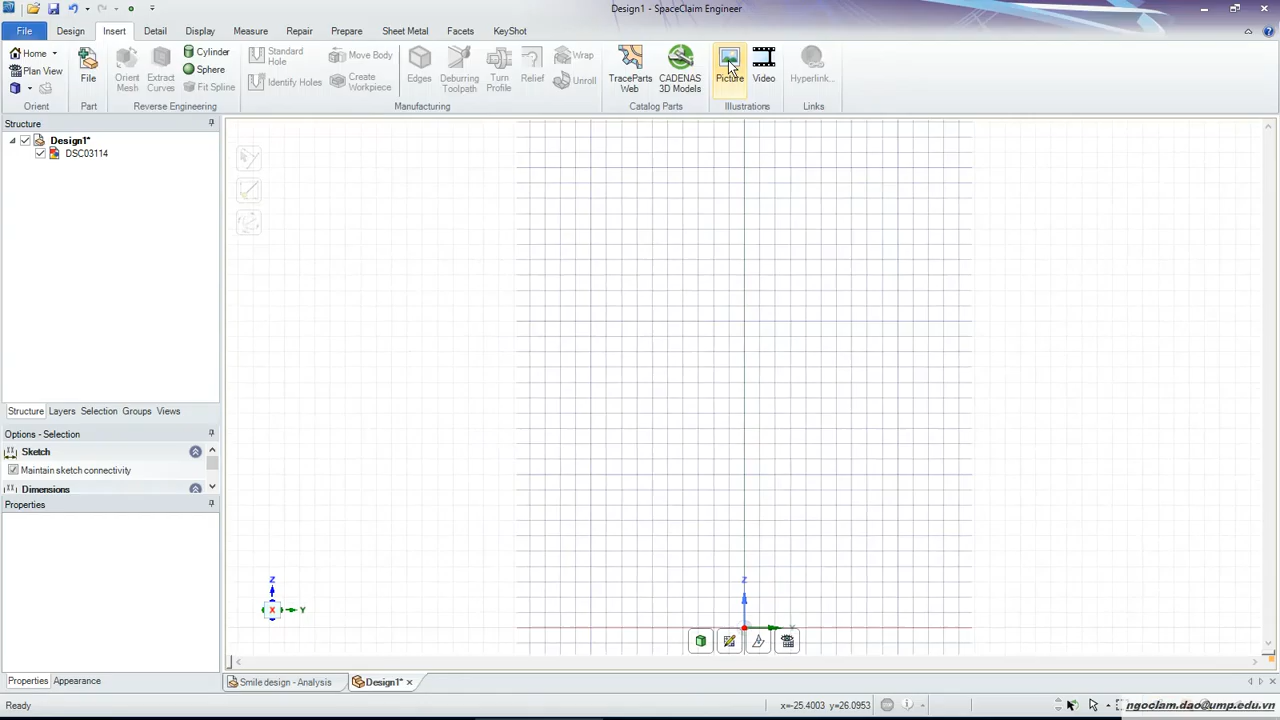 Design1 - SpaceClaim Engineer
File Design Insert Detail Display Measure Repair Prepare Sheet Metal Facets KeyShot
Home
Plan View
Orient
File
Part
Orient Mesh
Extract Curves
Cylinder
Sphere
Fit Spline
Reverse Engineering
Standard Hole
Identify Holes
Move Body
Create Workpiece
Edges
Deburring Toolpath
Turn Profile
Relief
Wrap
Unroll
Manufacturing
TraceParts Web
CADENAS 3D Models
Catalog Parts
Picture
Video
Illustrations
Hyperlink...
Links
Structure
Design1*
DSC03114
Structure Layers Selection Groups Views
Options - Selection
Sketch
Maintain sketch connectivity
Dimensions
Properties
Z
X
Y
Z
Y
Properties Appearance
Smile design - Analysis
Design1*
Ready
x=-25.4003 y=26.0953
ngoclam.dao@ump.edu.vn